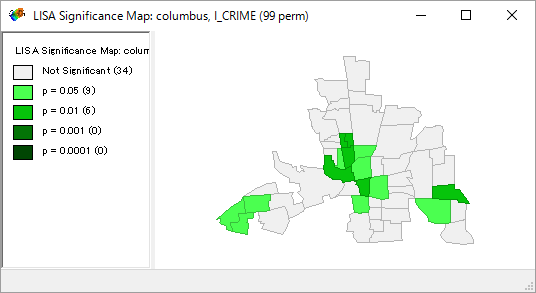 LISA Significance Map: columbus, I_CRIME (99 perm)
LISA Significance Map: colum
Not Significant (34)
p = 0.05 (9)
p = 0.01 (6)
p = 0.001 (0)
p = 0.0001 (0)